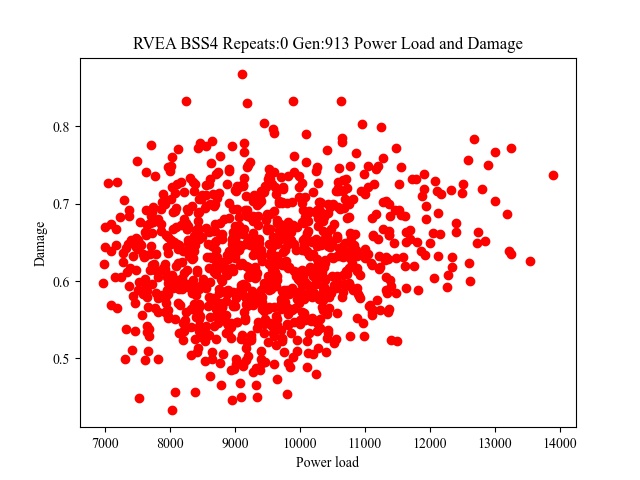 RVEA BSS4 Repeats:0 Gen:913 Power Load and Damage
0.8
0.7
0.6
0.5
Damage
7000 8000 9000 10000 11000 12000 13000 14000
Power load